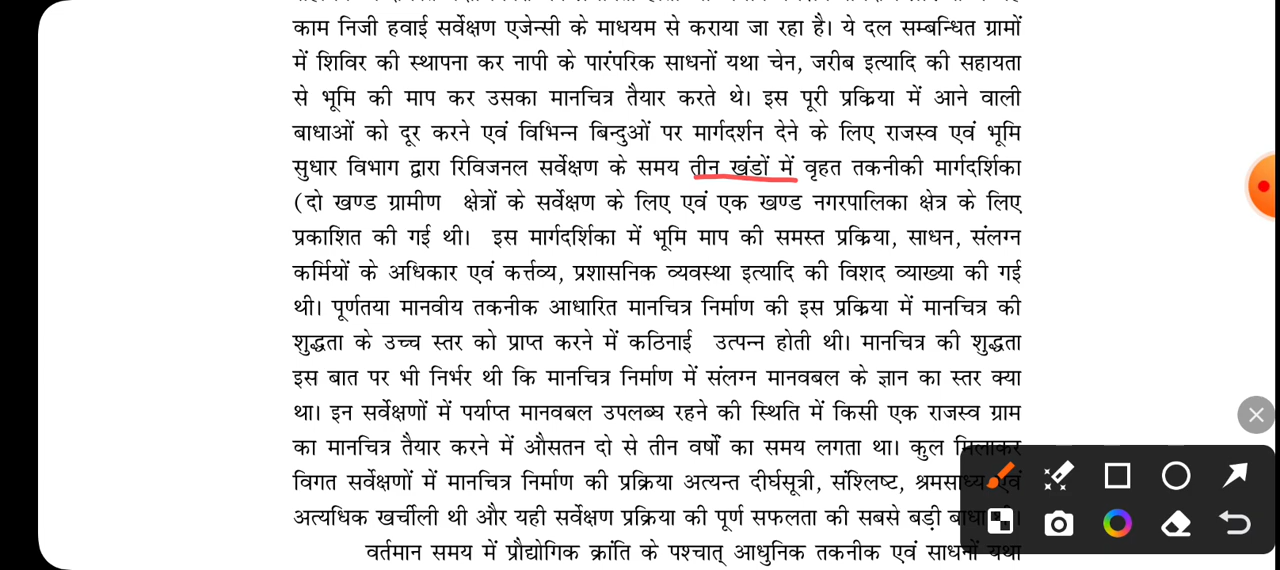 काम निजी हवाई सर्वेक्षण एजेन्सी के माध्यम से कराया जा रहा है। ये दल सम्बन्धित ग्रामों
में शिविर की स्थापना कर नापी के पारंपरिक साधनों यथा चेन, जरीब इत्यादि की सहायता
से भूमि की माप कर उसका मानचित्र तैयार करते थे। इस पूरी प्रक्रिया में आने वाली
बाधाओं को दूर करने एवं विभिन्न बिन्दुओं पर मार्गदर्शन देने के लिए राजस्व एवं भूमि
सुधार विभाग द्वारा रिविजनल सर्वेक्षण के समय तीन खंडों में वृहत तकनीकी मार्गदर्शिका
(दो खण्ड ग्रामीण क्षेत्रों के सर्वेक्षण के लिए एवं एक खण्ड नगरपालिका क्षेत्र के लिए
प्रकाशित की गई थी। इस मार्गदर्शिका में भूमि माप की समस्त प्रक्रिया, साधन, संलग्न
कर्मियों के अधिकार एवं कर्त्तव्य, प्रशासनिक व्यवस्था इत्यादि की विशद व्याख्या की गई
थी। पूर्णतया मानवीय तकनीक आधारित मानचित्र निर्माण की इस प्रक्रिया में मानचित्र की
शुद्धता के उच्च स्तर को प्राप्त करने में कठिनाई उत्पन्न होती थी। मानचित्र की शुद्धता
इस बात पर भी निर्भर थी कि मानचित्र निर्माण में संलग्न मानवबल के ज्ञान का स्तर क्या
था। इन सर्वेक्षणों में पर्याप्त मानवबल उपलब्ध रहने की स्थिति में किसी एक राजस्व ग्राम
का मानचित्र तैयार करने में औसतन दो से तीन वर्षों का समय लगता था। कुल मिलाकर
विगत सर्वेक्षणों में मानचित्र निर्माण की प्रक्रिया अत्यन्त दीर्घसूत्री, संश्लिष्ट, श्रमसाध्य एवं
अत्यधिक खर्चीली थी और यही सर्वेक्षण प्रक्रिया की पूर्ण सफलता की सबसे बड़ी
वर्तमान समय में प्रौद्योगिक क्रांति के पश्चात् आधुनिक तकनीक एवं साधनों यथा